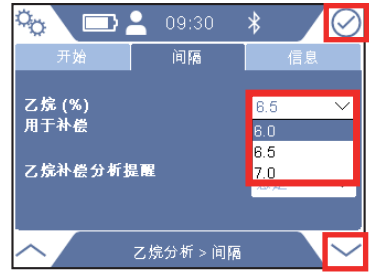 09:30
开始 间隔 信息
乙烷 (%) 6.5
用于补偿
6.0
6.5
7.0
乙烷补偿分析提醒
乙烷分析 > 间隔